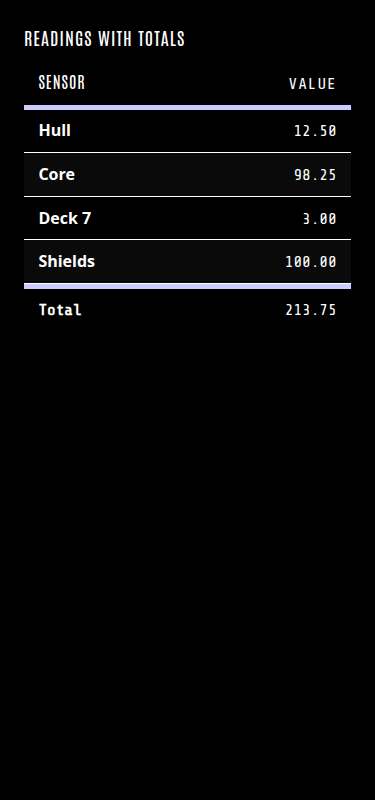 READINGS WITH TOTALS
SENSOR VALUE
Hull 12.50
Core 98.25
Deck 7 3.00
Shields 100.00
Total 213.75